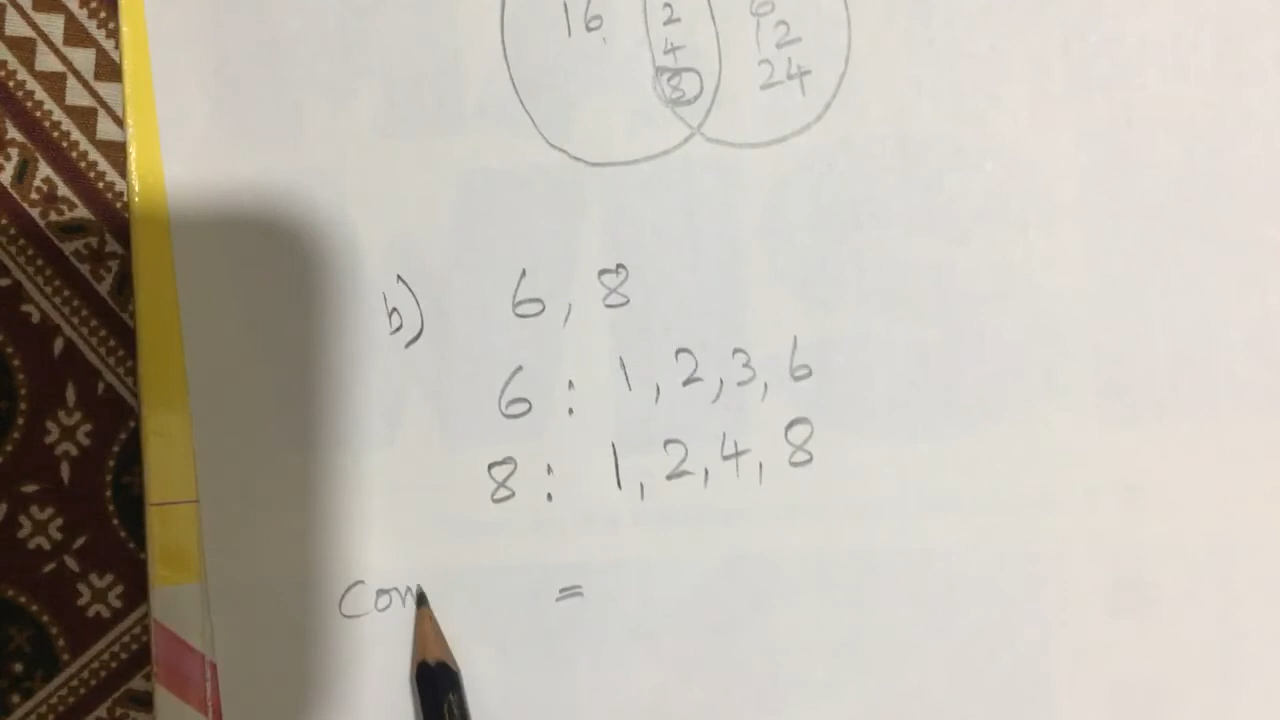 16 2
4 12
8 24
b) 6, 8
6 : 1, 2, 3, 6
8 : 1, 2, 4, 8
Com =